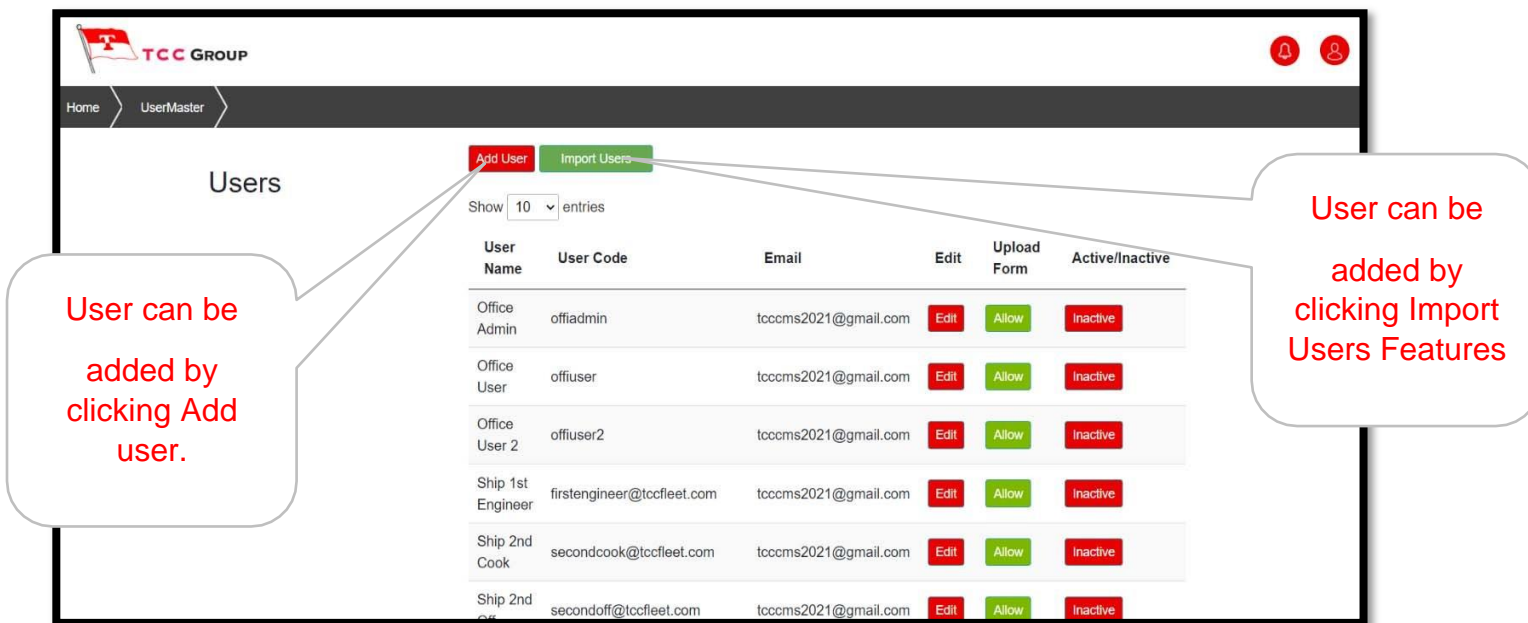 T
TCC GROUP
Home
UserMaster
Users
Add User
Import Users
Show 10 entries
User Name
User Code
Email
Edit
Upload Form
Active/Inactive
Office Admin
offiadmin
tcccms2021@gmail.com
Edit
Allow
Inactive
Office User
offiuser
tcccms2021@gmail.com
Edit
Allow
Inactive
Office User 2
offiuser2
tcccms2021@gmail.com
Edit
Allow
Inactive
Ship 1st Engineer
firstengineer@tccfleet.com
tcccms2021@gmail.com
Edit
Allow
Inactive
Ship 2nd Cook
secondcook@tccfleet.com
tcccms2021@gmail.com
Edit
Allow
Inactive
Ship 2nd
secondoff@tccfleet.com
tcccms2021@gmail.com
Edit
Allow
Inactive
User can be
added by
clicking Add
user.
User can be
added by
clicking Import
Users Features